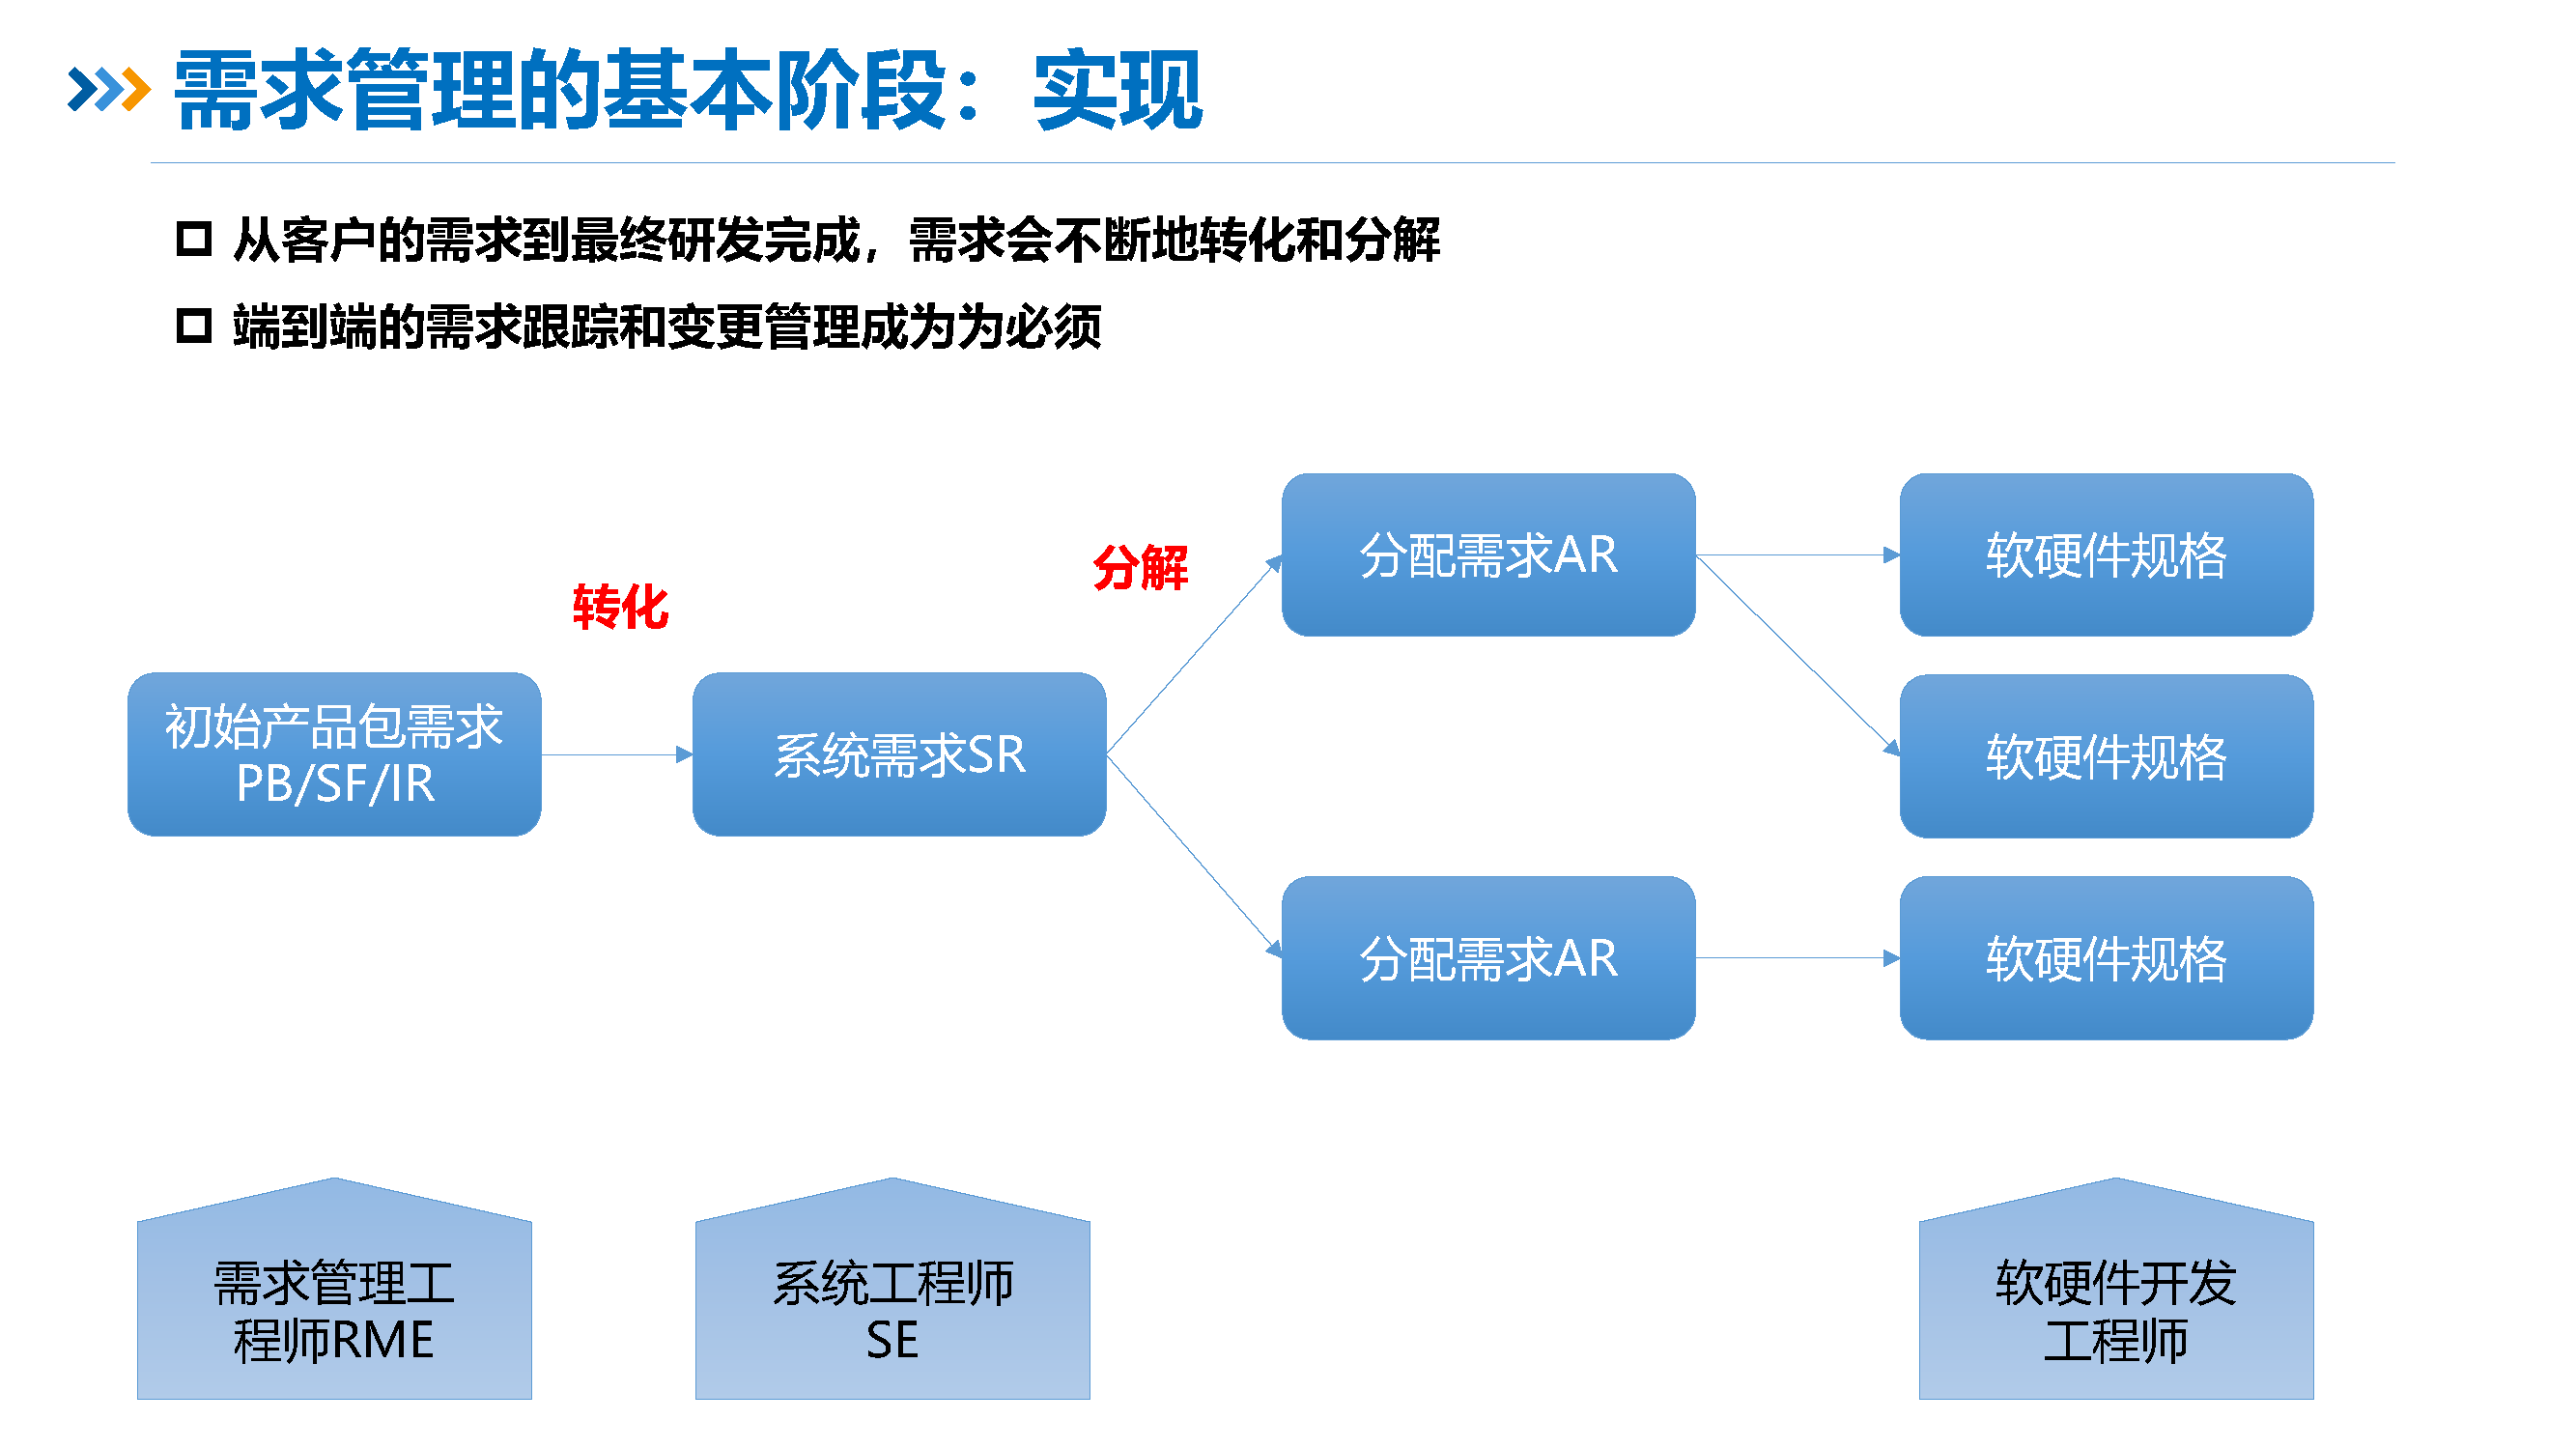 需求管理的基本阶段：实现
从客户的需求到最终研发完成，需求会不断地转化和分解
端到端的需求跟踪和变更管理成为为必须
分解
转化
分配需求AR
软硬件规格
初始产品包需求
PB/SF/IR
系统需求SR
软硬件规格
分配需求AR
软硬件规格
需求管理工
程师RME
系统工程师
SE
软硬件开发
工程师